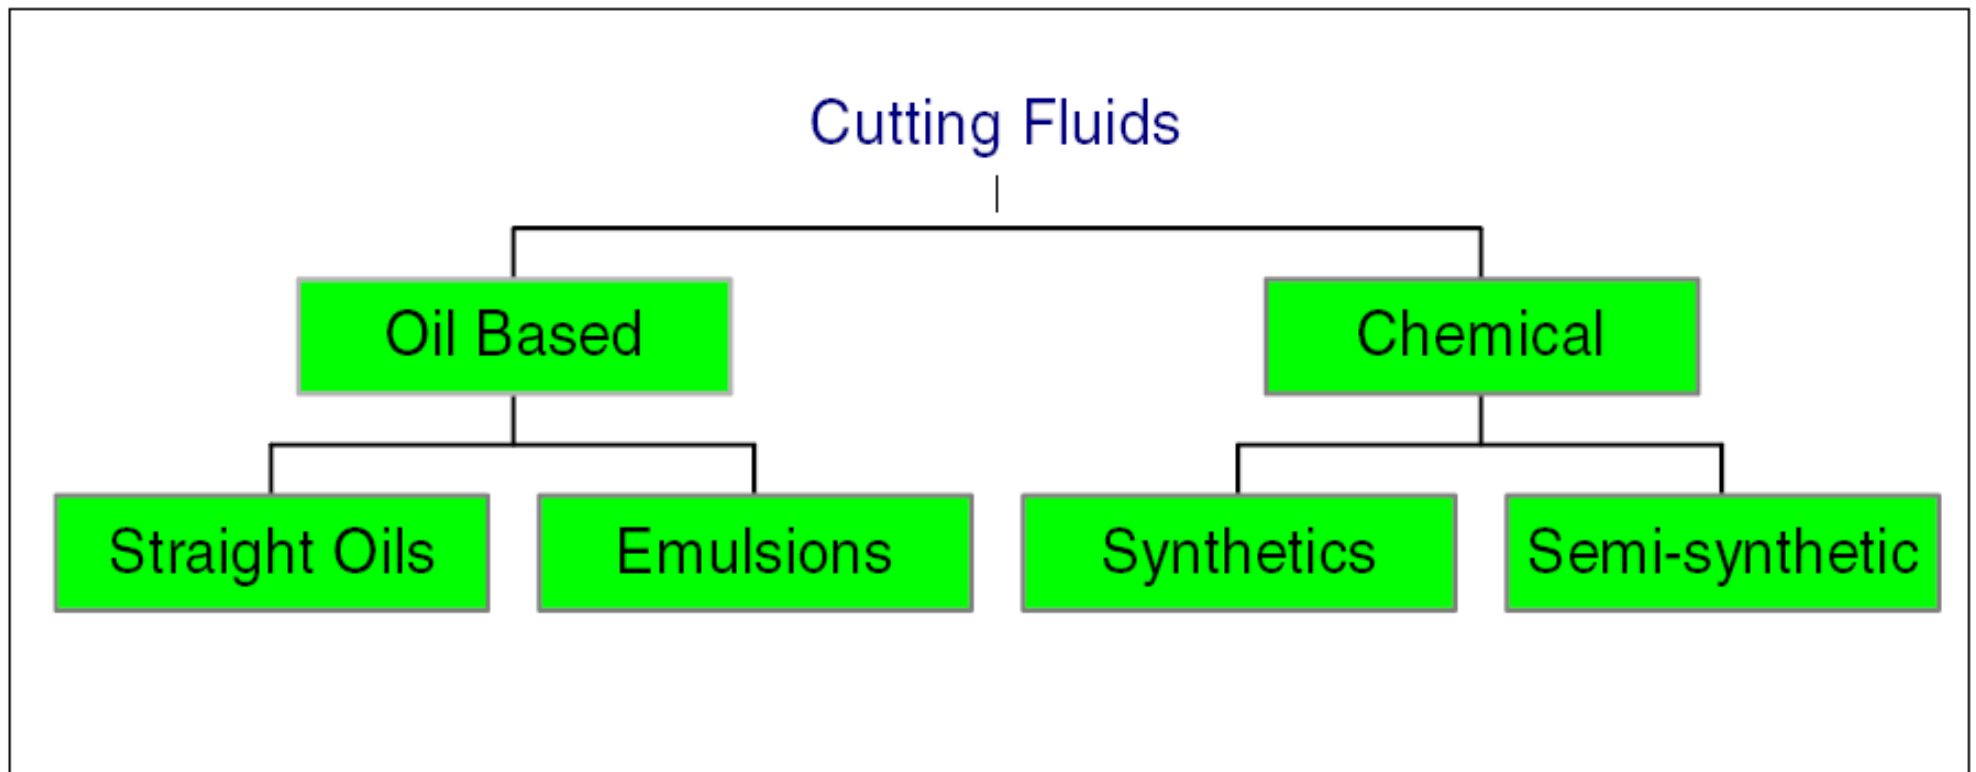 Cutting Fluids
Oil Based
Chemical
Straight Oils
Emulsions
Synthetics
Semi-synthetic